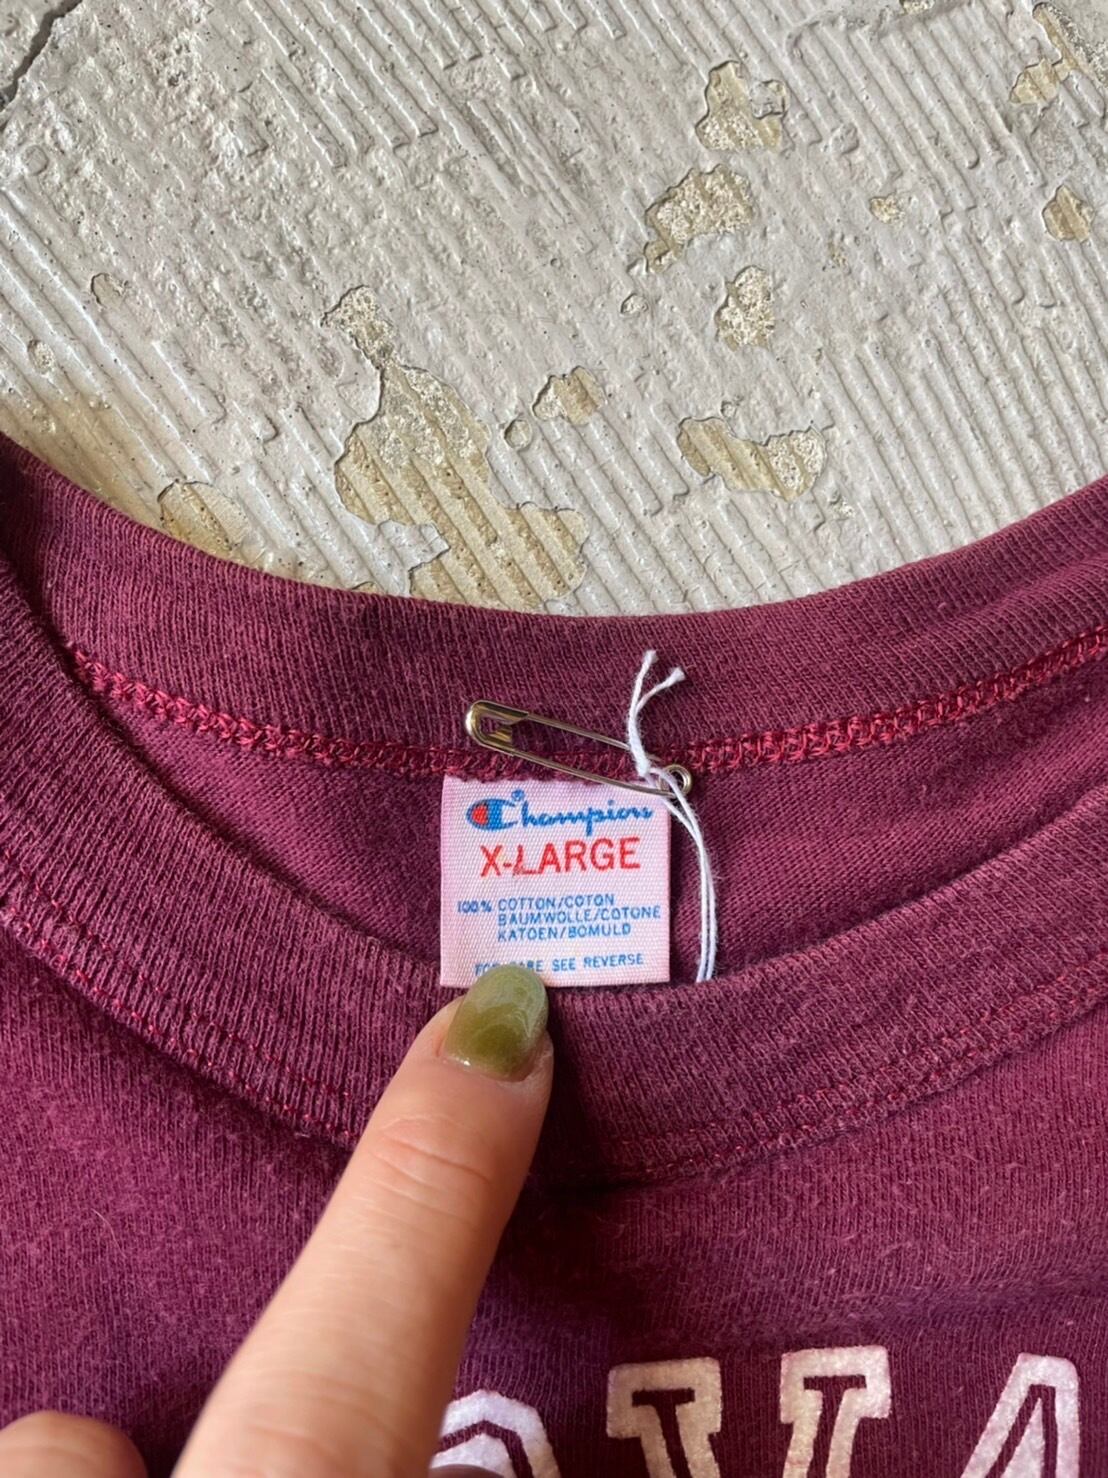 Champion®
X-LARGE
100% COTTON/COTON
BAUMWOLLE/COTONE
KATOEN/BOMULD
SEE REVERSE